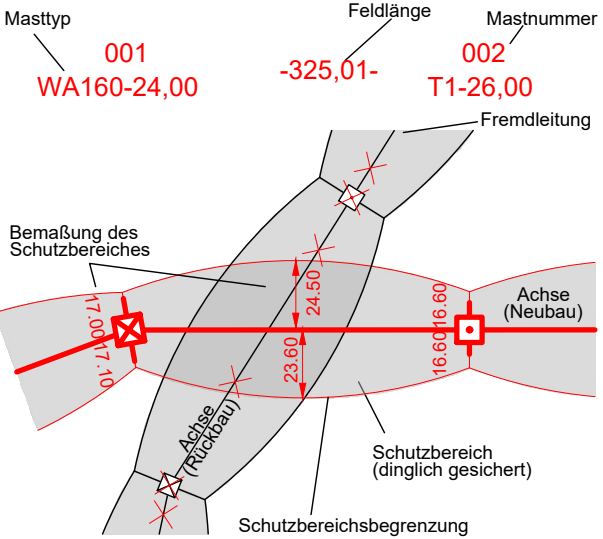 Masttyp
Feldlänge
Mastnummer
001
WA160-24,00
-325,01-
002
T1-26,00
Fremdleitung
Bemaßung des
Schutzbereiches
17.00
17.10
24.50
23.60
16.60
16.60
Achse
(Neubau)
Achse
(Rückbau)
Schutzbereich
(dinglich gesichert)
Schutzbereichsbegrenzung